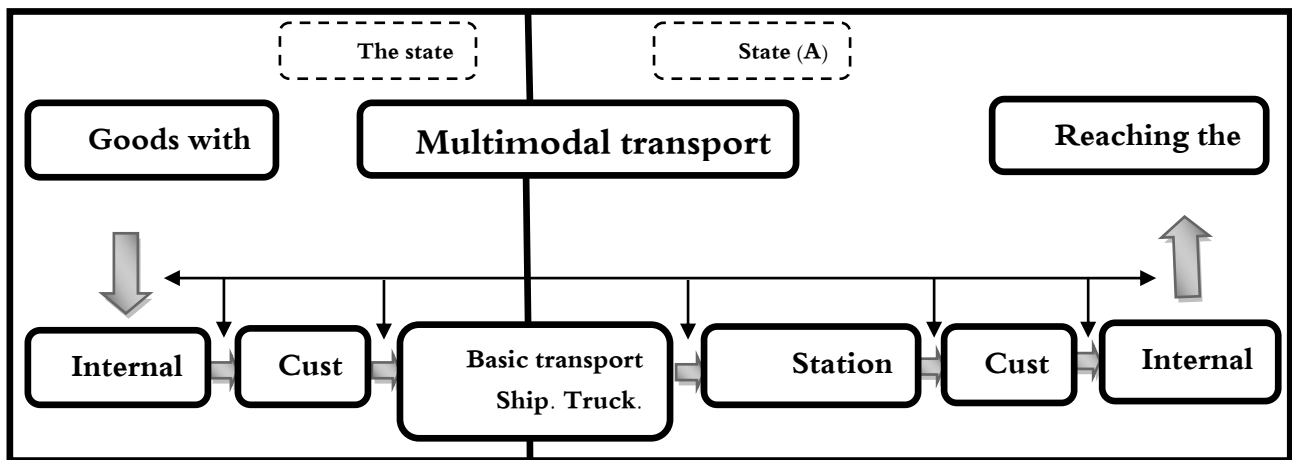 The state
State (A)
Goods with
Multimodal transport
Reaching the
Internal
Cust
Basic transport
Ship. Truck.
Station
Cust
Internal